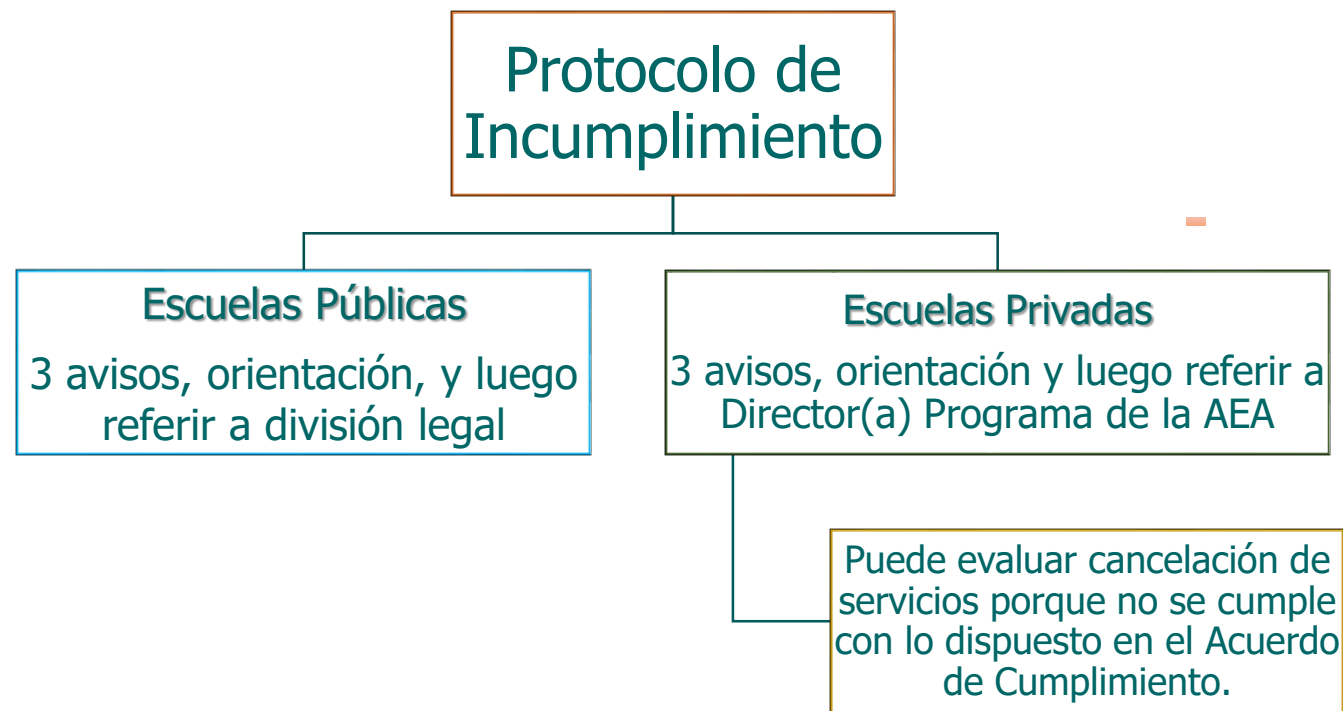 Protocolo de
Incumplimiento
Escuelas Públicas
3 avisos, orientación, y luego
referir a división legal
Escuelas Privadas
3 avisos, orientación y luego referir a
Director(a) Programa de la AEA
Puede evaluar cancelación de
servicios porque no se cumple
con lo dispuesto en el Acuerdo
de Cumplimiento.